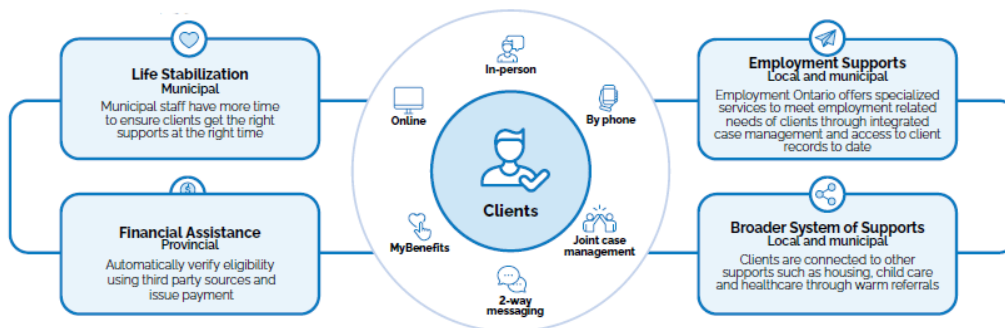 Life Stabilization
Municipal
Municipal staff have more time
to ensure clients get the right
supports at the right time
Financial Assistance
Provincial
Automatically verify eligibility
using third party sources and
issue payment
In-person
Online
By phone
Clients
MyBenefits
Joint case
management
2-way
messaging
Employment Supports
Local and municipal
Employment Ontario offers specialized
services to meet employment related
needs of clients through integrated
case management and access to client
records to date
Broader System of Supports
Local and municipal
Clients are connected to other
supports such as housing, child care
and healthcare through warm referrals